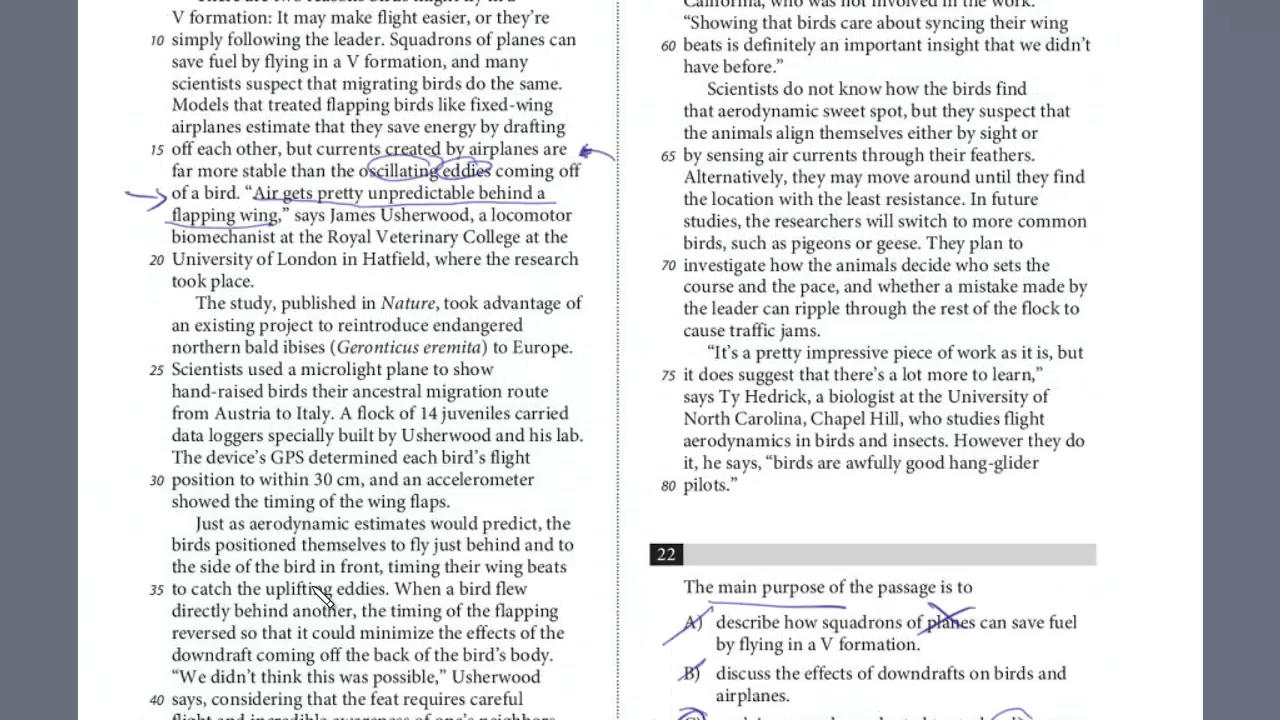 V formation: It may make flight easier, or they’re
10 simply following the leader. Squadrons of planes can
save fuel by flying in a V formation, and many
scientists suspect that migrating birds do the same.
Models that treated flapping birds like fixed-wing
airplanes estimate that they save energy by drafting
15 off each other, but currents created by airplanes are
far more stable than the oscillating eddies coming off
of a bird. “Air gets pretty unpredictable behind a
flapping wing,” says James Usherwood, a locomotor
biomechanist at the Royal Veterinary College at the
20 University of London in Hatfield, where the research
took place.
The study, published in Nature, took advantage of
an existing project to reintroduce endangered
northern bald ibises (Geronticus eremita) to Europe.
25 Scientists used a microlight plane to show
hand-raised birds their ancestral migration route
from Austria to Italy. A flock of 14 juveniles carried
data loggers specially built by Usherwood and his lab.
The device’s GPS determined each bird’s flight
30 position to within 30 cm, and an accelerometer
showed the timing of the wing flaps.
Just as aerodynamic estimates would predict, the
birds positioned themselves to fly just behind and to
the side of the bird in front, timing their wing beats
35 to catch the uplifting eddies. When a bird flew
directly behind another, the timing of the flapping
reversed so that it could minimize the effects of the
downdraft coming off the back of the bird’s body.
“We didn’t think this was possible,” Usherwood
40 says, considering that the feat requires careful
flight and incredible awareness of one’s neighbors.
California, who was not involved in the work.
“Showing that birds care about syncing their wing
60 beats is definitely an important insight that we didn’t
have before.”
Scientists do not know how the birds find
that aerodynamic sweet spot, but they suspect that
the animals align themselves either by sight or
65 by sensing air currents through their feathers.
Alternatively, they may move around until they find
the location with the least resistance. In future
studies, the researchers will switch to more common
birds, such as pigeons or geese. They plan to
70 investigate how the animals decide who sets the
course and the pace, and whether a mistake made by
the leader can ripple through the rest of the flock to
cause traffic jams.
“It’s a pretty impressive piece of work as it is, but
75 it does suggest that there’s a lot more to learn,”
says Ty Hedrick, a biologist at the University of
North Carolina, Chapel Hill, who studies flight
aerodynamics in birds and insects. However they do
it, he says, “birds are awfully good hang-glider
80 pilots.”
22
The main purpose of the passage is to
A) describe how squadrons of planes can save fuel
by flying in a V formation.
B) discuss the effects of downdrafts on birds and
airplanes.